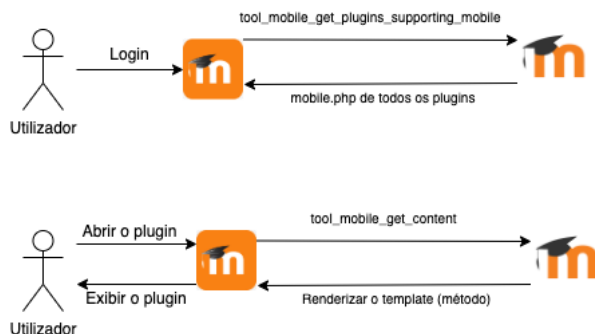 tool_mobile_get_plugins_supporting_mobile
Login
m
m
mobile.php de todos os plugins
Utilizador
tool_mobile_get_content
Abrir o plugin
m
m
Exibir o plugin
Renderizar o template (método)
Utilizador